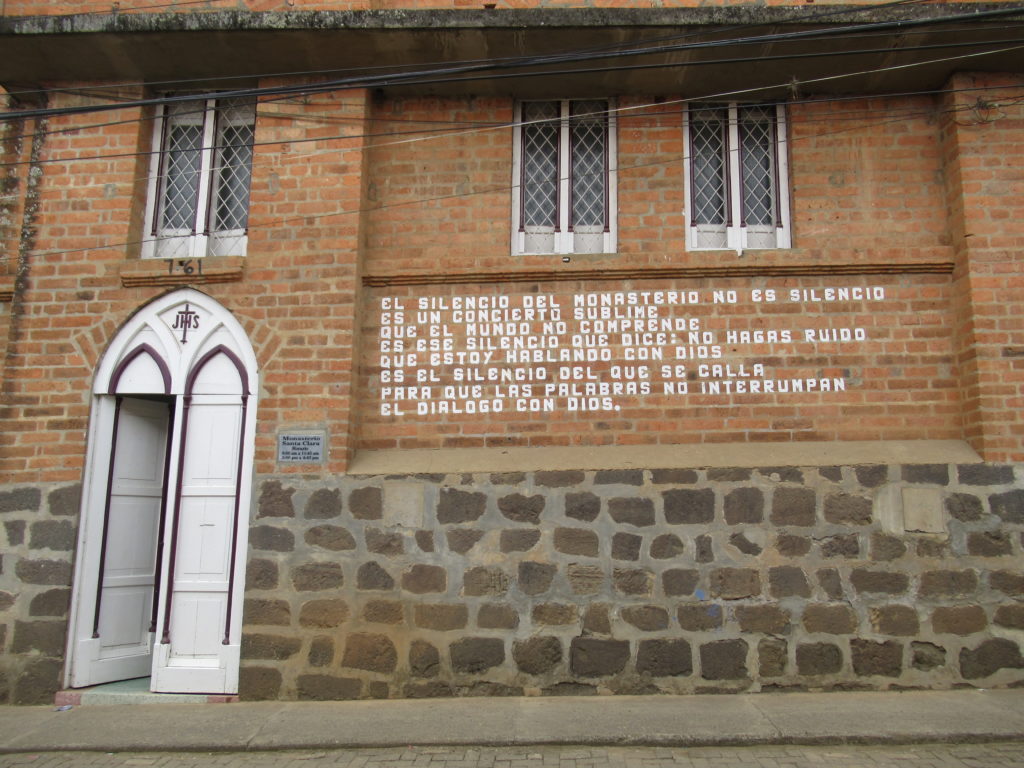 7-61
JHS
EL SILENCIO DEL MONASTERIO NO ES SILENCIO
ES UN CONCIERTO SUBLIME
QUE EL MUNDO NO COMPRENDE
ES ESE SILENCIO QUE DICE: NO HAGAS RUIDO
QUE ESTOY HABLANDO CON DIOS
ES EL SILENCIO DEL QUE SE CALLA
PARA QUE LAS PALABRAS NO INTERRUMPAN
EL DIALOGO CON DIOS.
Monasterio
Santa Clara